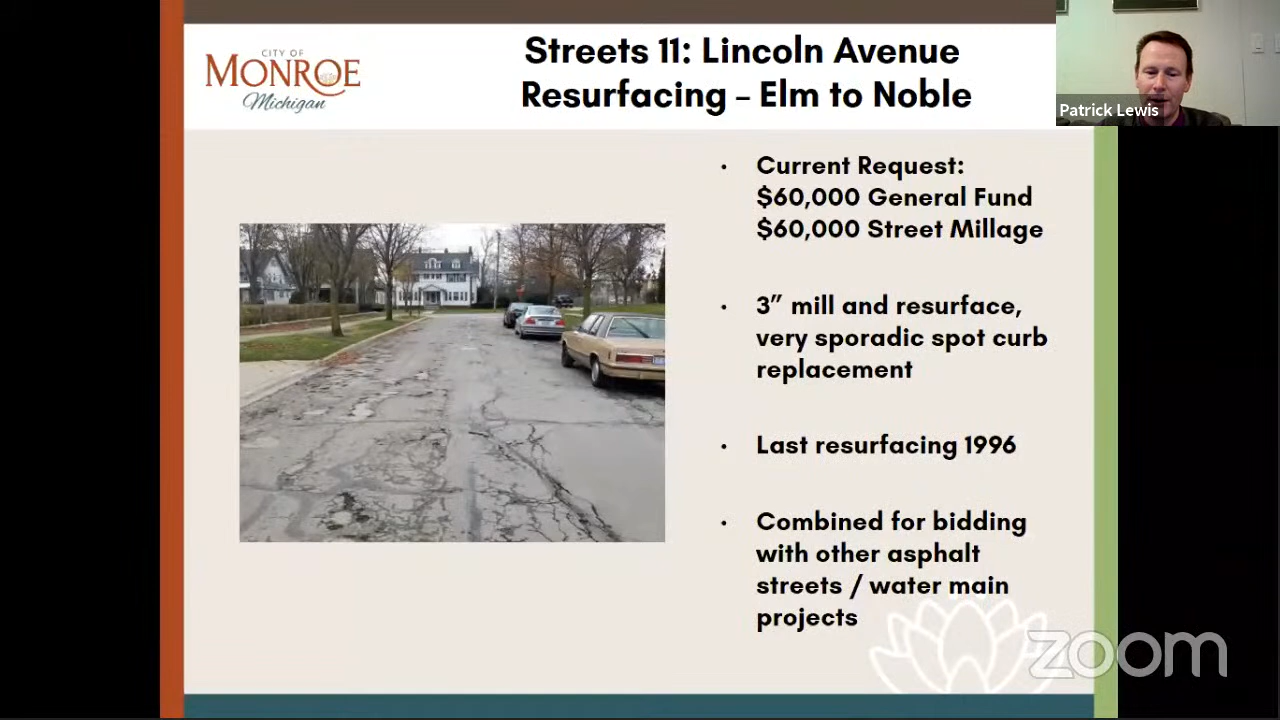 CITY OF
MONROE
Michigan
Streets 11: Lincoln Avenue
Resurfacing – Elm to Noble
Patrick Lewis
• Current Request:
$60,000 General Fund
$60,000 Street Millage
• 3” mill and resurface,
very sporadic spot curb
replacement
• Last resurfacing 1996
• Combined for bidding
with other asphalt
streets / water main
projects
zoom